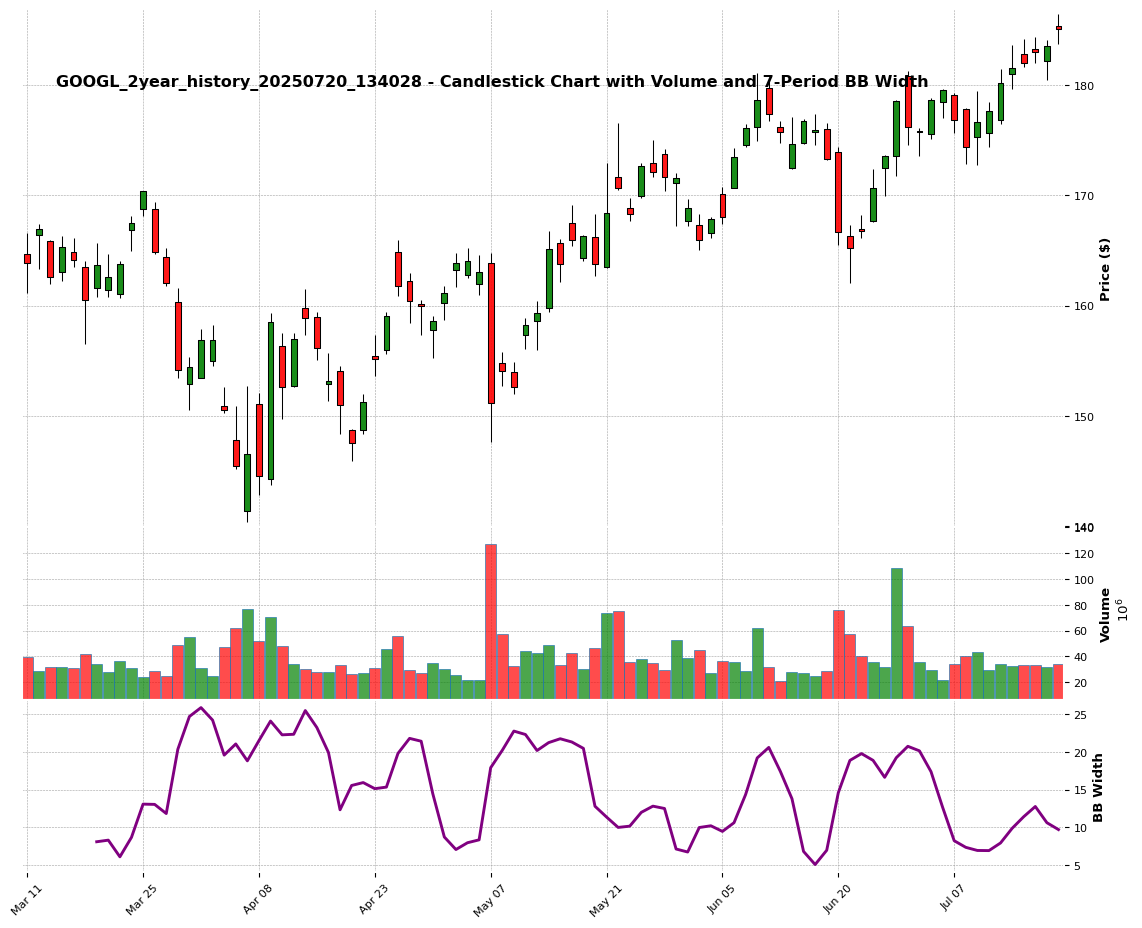 GOOGL_2year_history_20250720_134028 - Candlestick Chart with Volume and 7-Period BB Width
180
170
160
150
140
Price ($)
140
120
100
80
60
40
20
Volume
10^6
25
20
15
10
5
BB Width
Mar 11
Mar 25
Apr 08
Apr 23
May 07
May 21
Jun 05
Jun 20
Jul 07